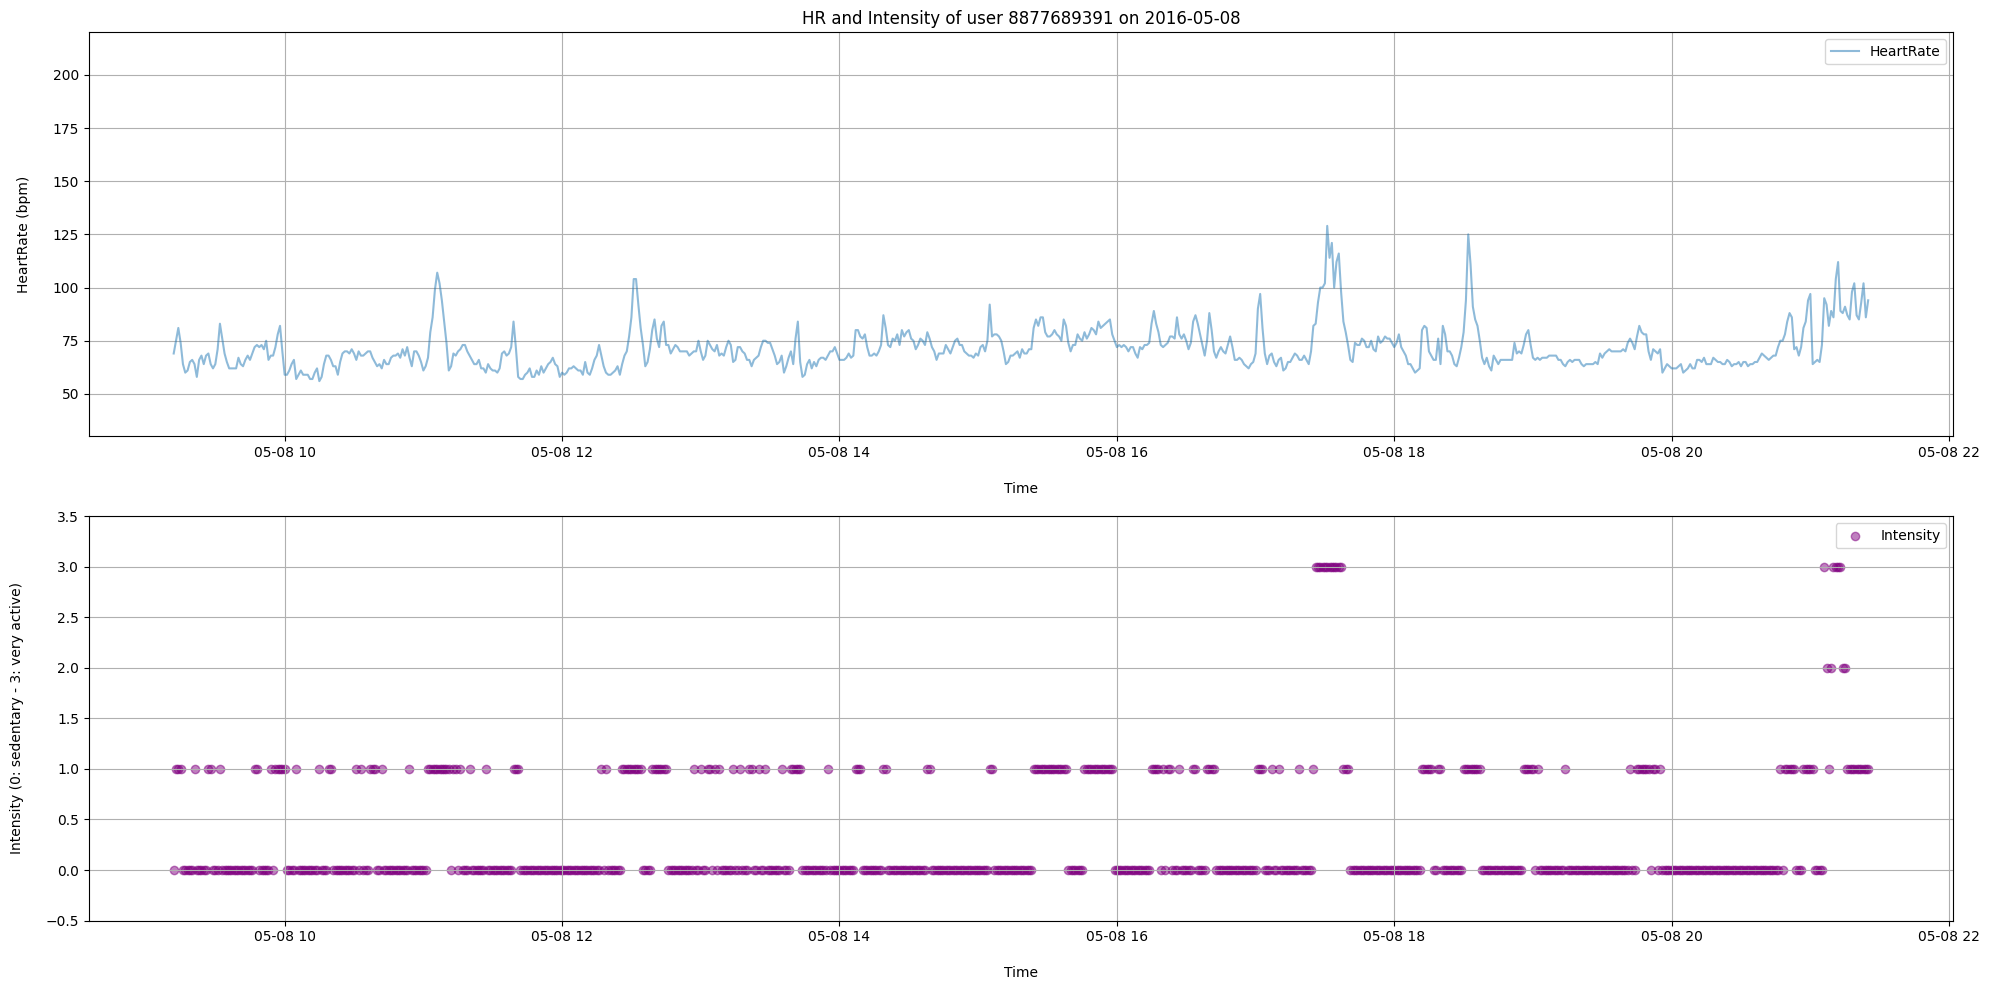 HR and Intensity of user 8877689391 on 2016-05-08
HeartRate
200
175
150
125
100
75
50
HeartRate (bpm)
05-08 10 05-08 12 05-08 14 05-08 16 05-08 18 05-08 20 05-08 22
Time
Intensity
3.5
3.0
2.5
2.0
1.5
1.0
0.5
0.0
−0.5
Intensity (0: sedentary - 3: very active)
05-08 10 05-08 12 05-08 14 05-08 16 05-08 18 05-08 20 05-08 22
Time